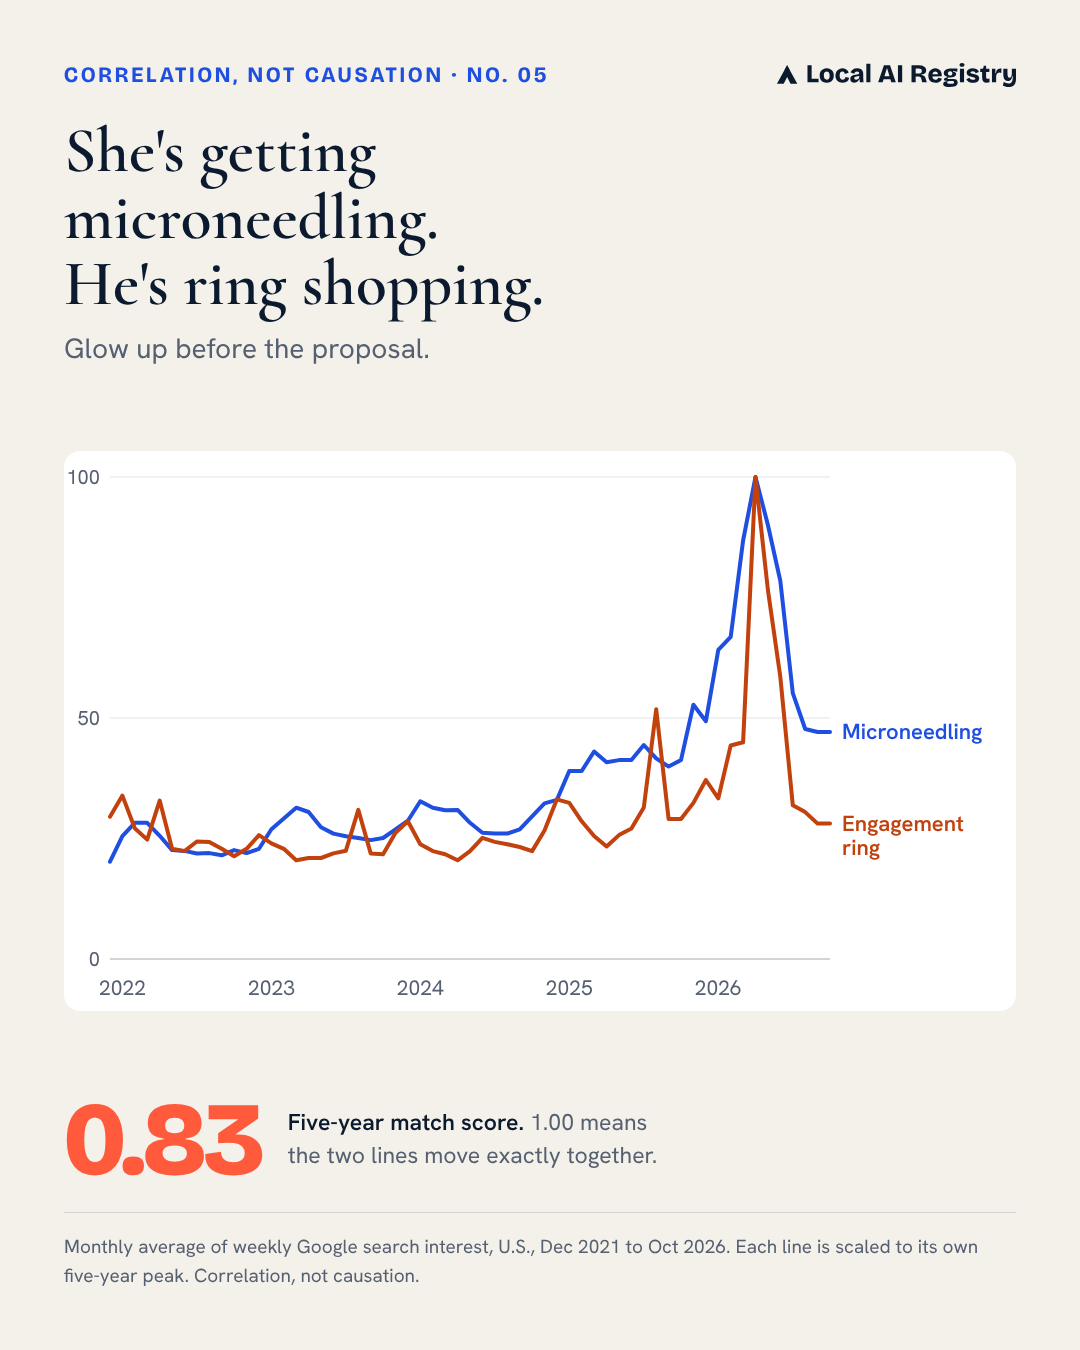 CORRELATION, NOT CAUSATION · NO. 05
Local AI Registry
She's getting
microneedling.
He's ring shopping.
Glow up before the proposal.
100
50
0
2022 2023 2024 2025 2026
Microneedling
Engagement
ring
0.83
Five-year match score. 1.00 means
the two lines move exactly together.
Monthly average of weekly Google search interest, U.S., Dec 2021 to Oct 2026. Each line is scaled to its own
five-year peak. Correlation, not causation.